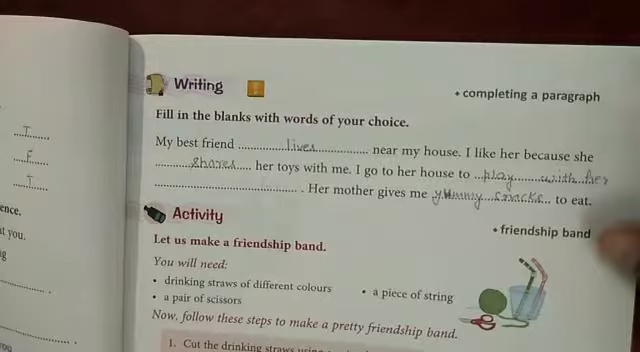 Writing
• completing a paragraph
Fill in the blanks with words of your choice.
My best friend ........lives........ near my house. I like her because she
........shares.... her toys with me. I go to her house to ...play.......with..her
........................................ . Her mother gives me yummy snacks.. to eat.
Activity
• friendship band
Let us make a friendship band.
You will need:
• drinking straws of different colours
• a piece of string
• a pair of scissors
Now, follow these steps to make a pretty friendship band.
1. Cut the drinking straws using
T
F
T
ence.
t you.